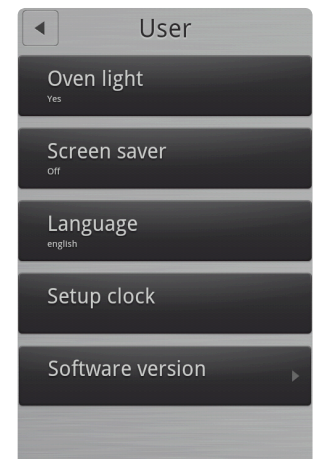 User
Oven light
Yes
Screen saver
Off
Language
english
Setup clock
Software version